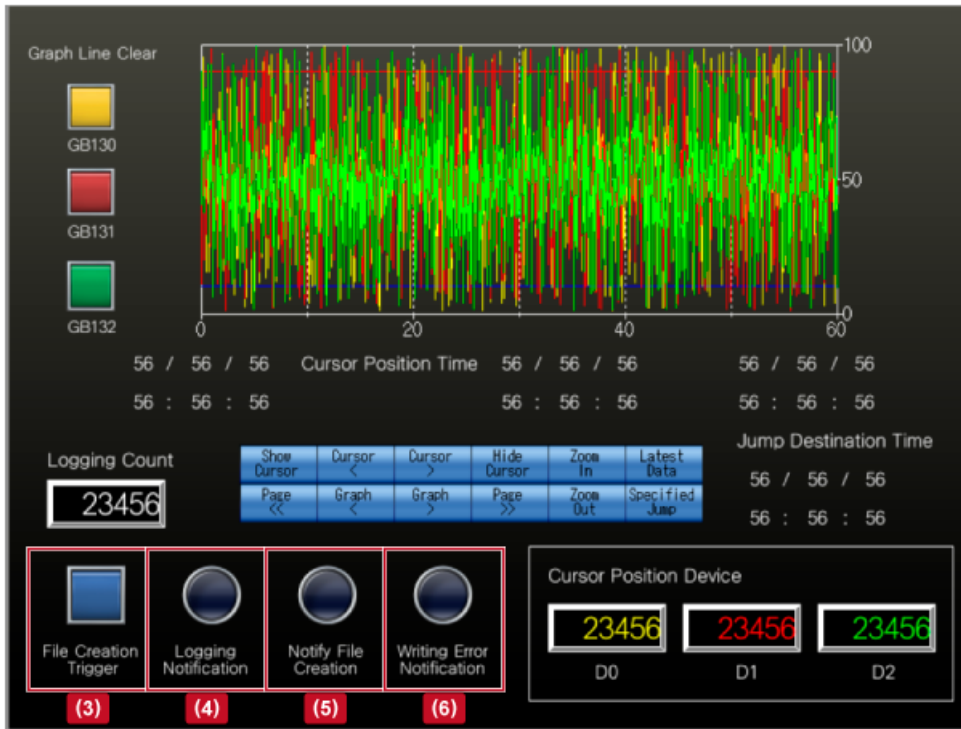 Graph Line Clear
GB130
GB131
GB132
100
50
0
0 20 40 60
56 / 56 / 56 Cursor Position Time 56 / 56 / 56 56 / 56 / 56
56 : 56 : 56 56 : 56 : 56 56 : 56 : 56
Logging Count
23456
Show Cursor
Cursor <
Cursor >
Hide Cursor
Zoom In
Latest Data
Page <<
Graph <
Graph >
Page >>
Zoom Out
Specified Jump
Jump Destination Time
56 / 56 / 56
56 : 56 : 56
File Creation
Trigger
(3)
Logging
Notification
(4)
Notify File
Creation
(5)
Writing Error
Notification
(6)
Cursor Position Device
23456 23456 23456
D0 D1 D2